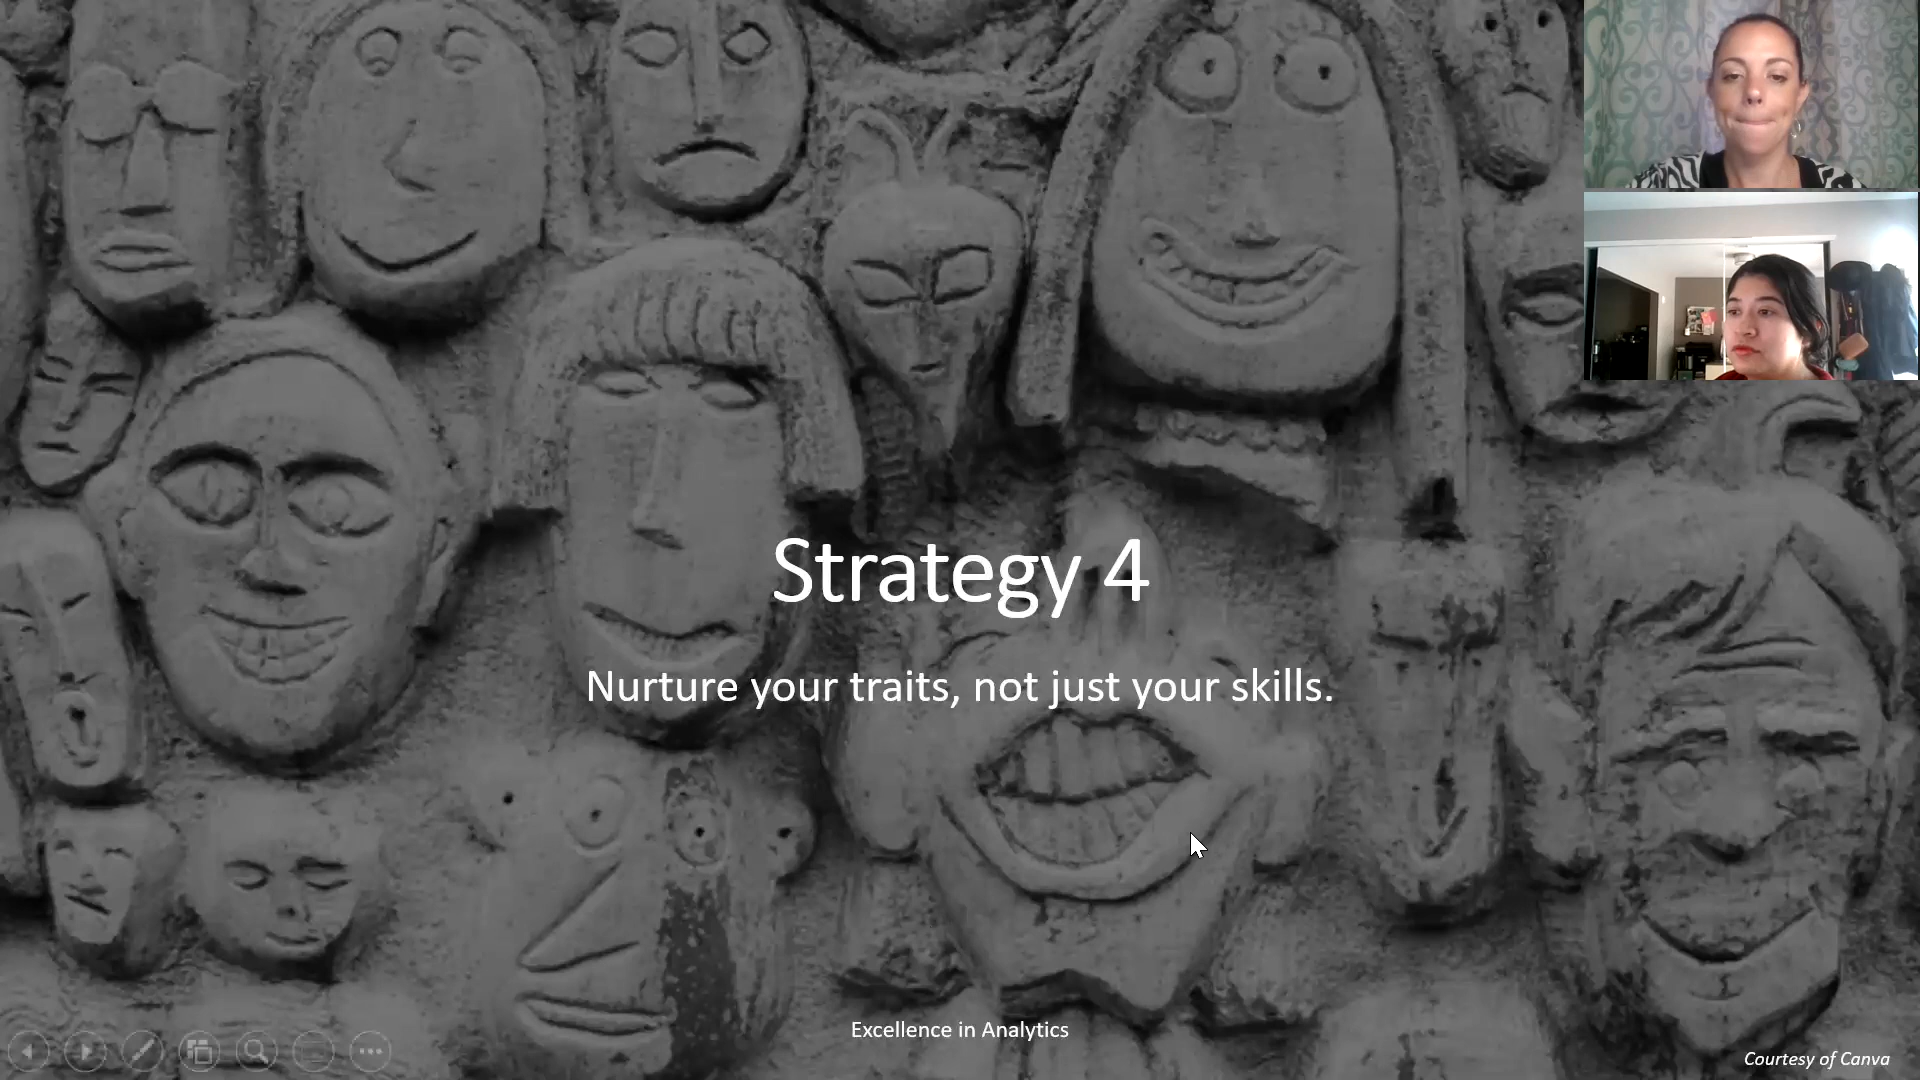 Strategy 4
Nurture your traits, not just your skills.
Excellence in Analytics
Courtesy of Canva